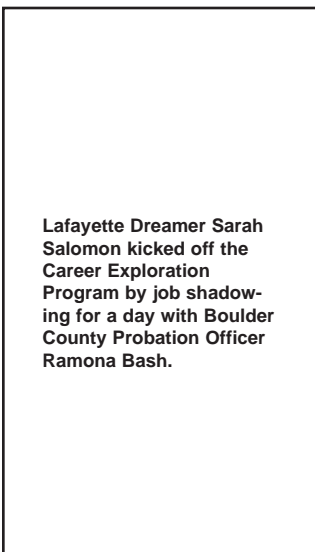 Lafayette Dreamer Sarah
Salomon kicked off the
Career Exploration
Program by job shadow-
ing for a day with Boulder
County Probation Officer
Ramona Bash.